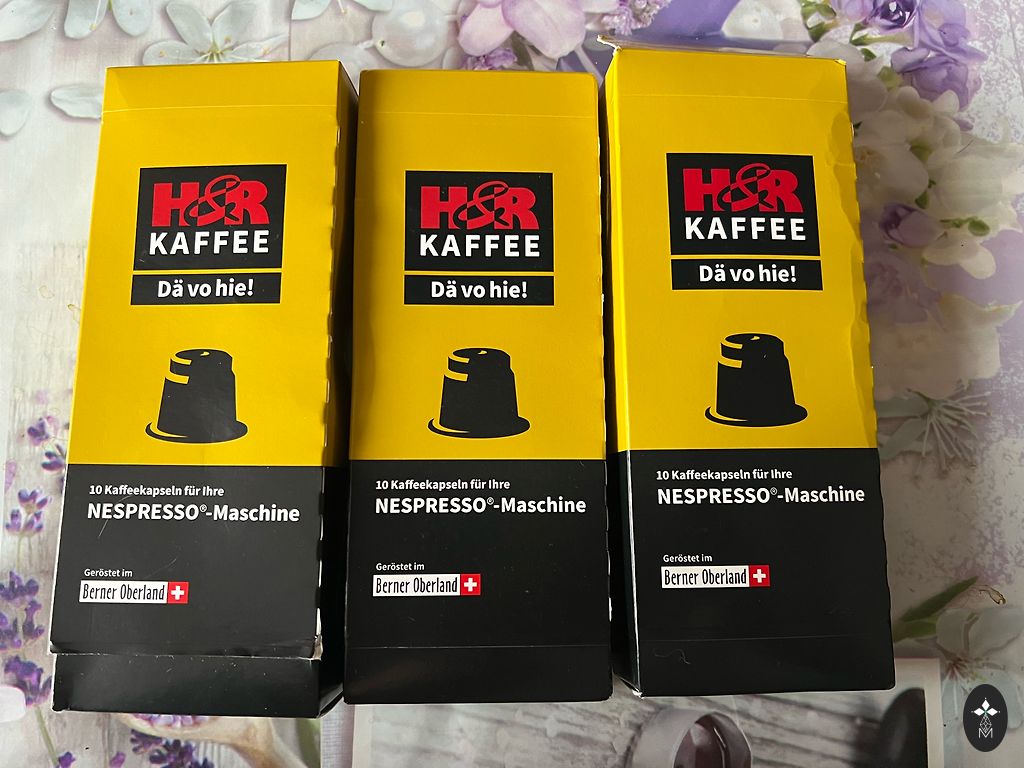 H&R
KAFFEE
Dä vo hie!
10 Kaffeekapseln für Ihre
NESPRESSO®-Maschine
Geröstet im
Berner Oberland
H&R
KAFFEE
Dä vo hie!
10 Kaffeekapseln für Ihre
NESPRESSO®-Maschine
Geröstet im
Berner Oberland
H&R
KAFFEE
Dä vo hie!
10 Kaffeekapseln für Ihre
NESPRESSO®-Maschine
Geröstet im
Berner Oberland
M